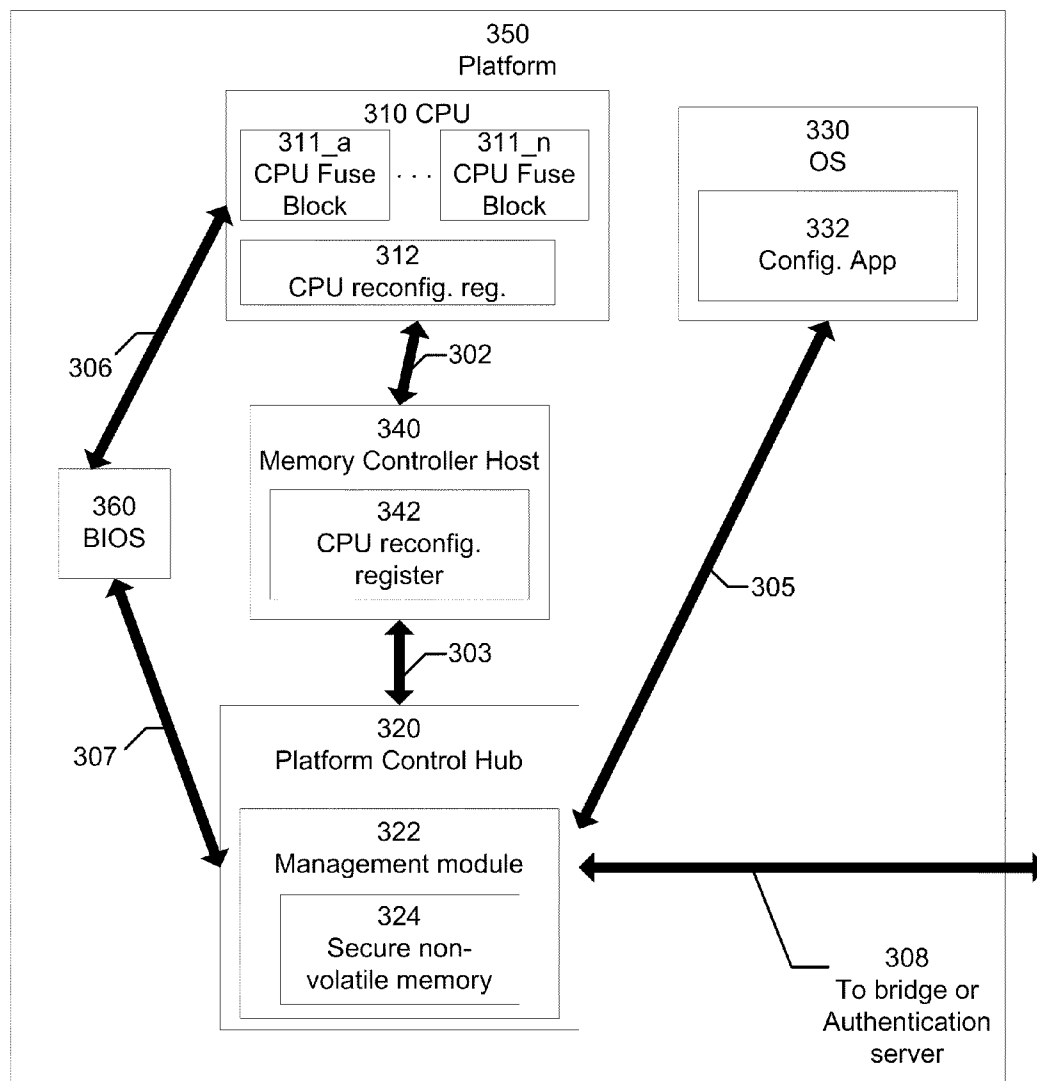 350
Platform
310 CPU
311_a
CPU Fuse
Block
. . .
311_n
CPU Fuse
Block
312
CPU reconfig. reg.
330
OS
332
Config. App
306
302
340
Memory Controller Host
342
CPU reconfig.
register
360
BIOS
305
303
307
320
Platform Control Hub
322
Management module
324
Secure non-
volatile memory
308
To bridge or
Authentication
server